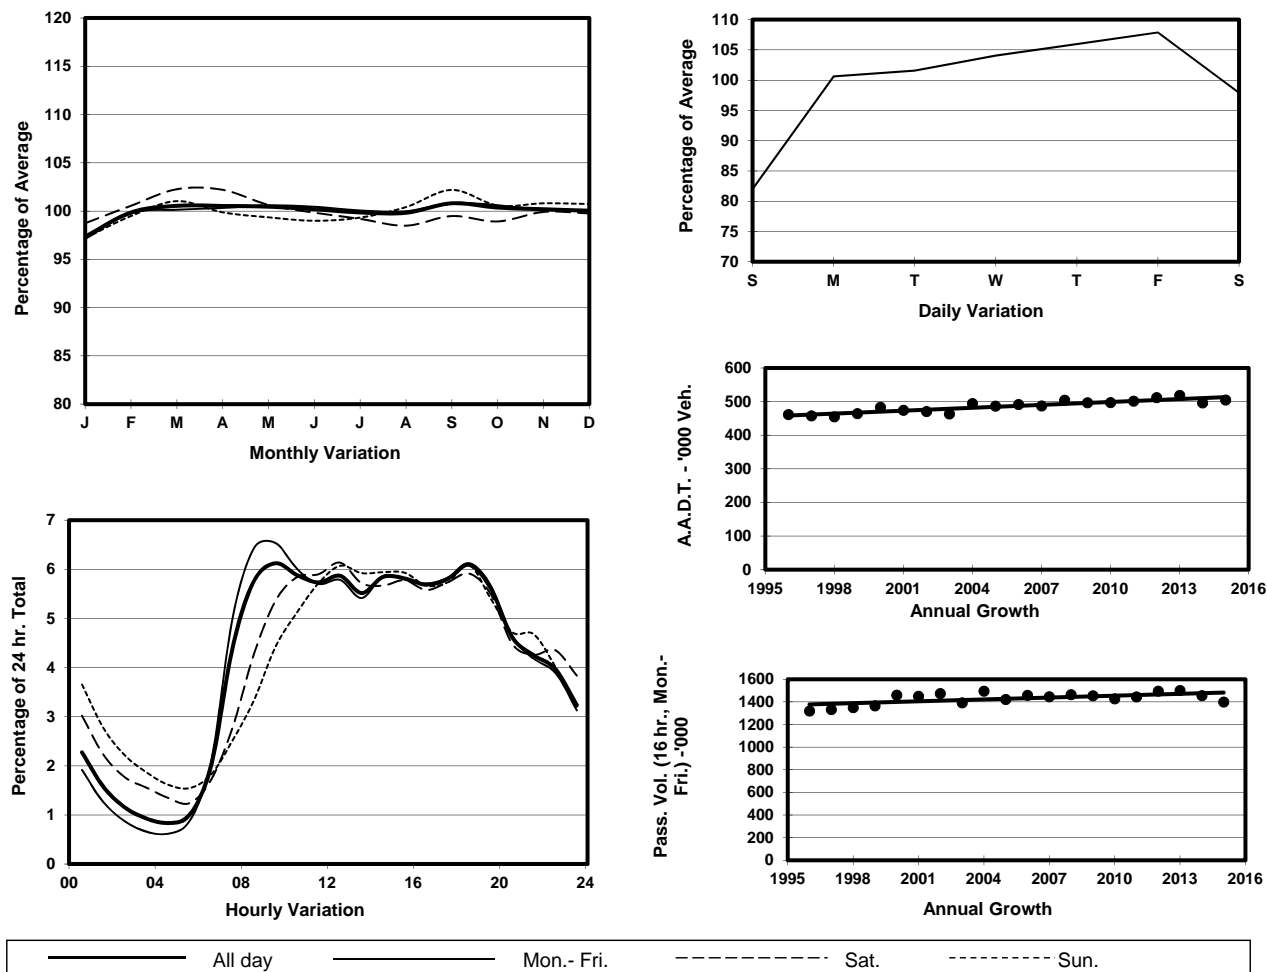 120
115
110
105
100
95
90
85
80
Percentage of Average
J F M A M J J A S O N D
Monthly Variation
110
105
100
95
90
85
80
75
70
Percentage of Average
S M T W T F S
Daily Variation
600
500
400
300
200
100
0
A.A.D.T. - '000 Veh.
1995 1998 2001 2004 2007 2010 2013 2016
Annual Growth
7
6
5
4
3
2
1
0
Percentage of 24 hr. Total
00 04 08 12 16 20 24
Hourly Variation
1600
1400
1200
1000
800
600
400
200
0
Pass. Vol. (16 hr., Mon.-
Fri.) -'000
1995 1998 2001 2004 2007 2010 2013 2016
Annual Growth
All day Mon.- Fri. Sat. Sun.